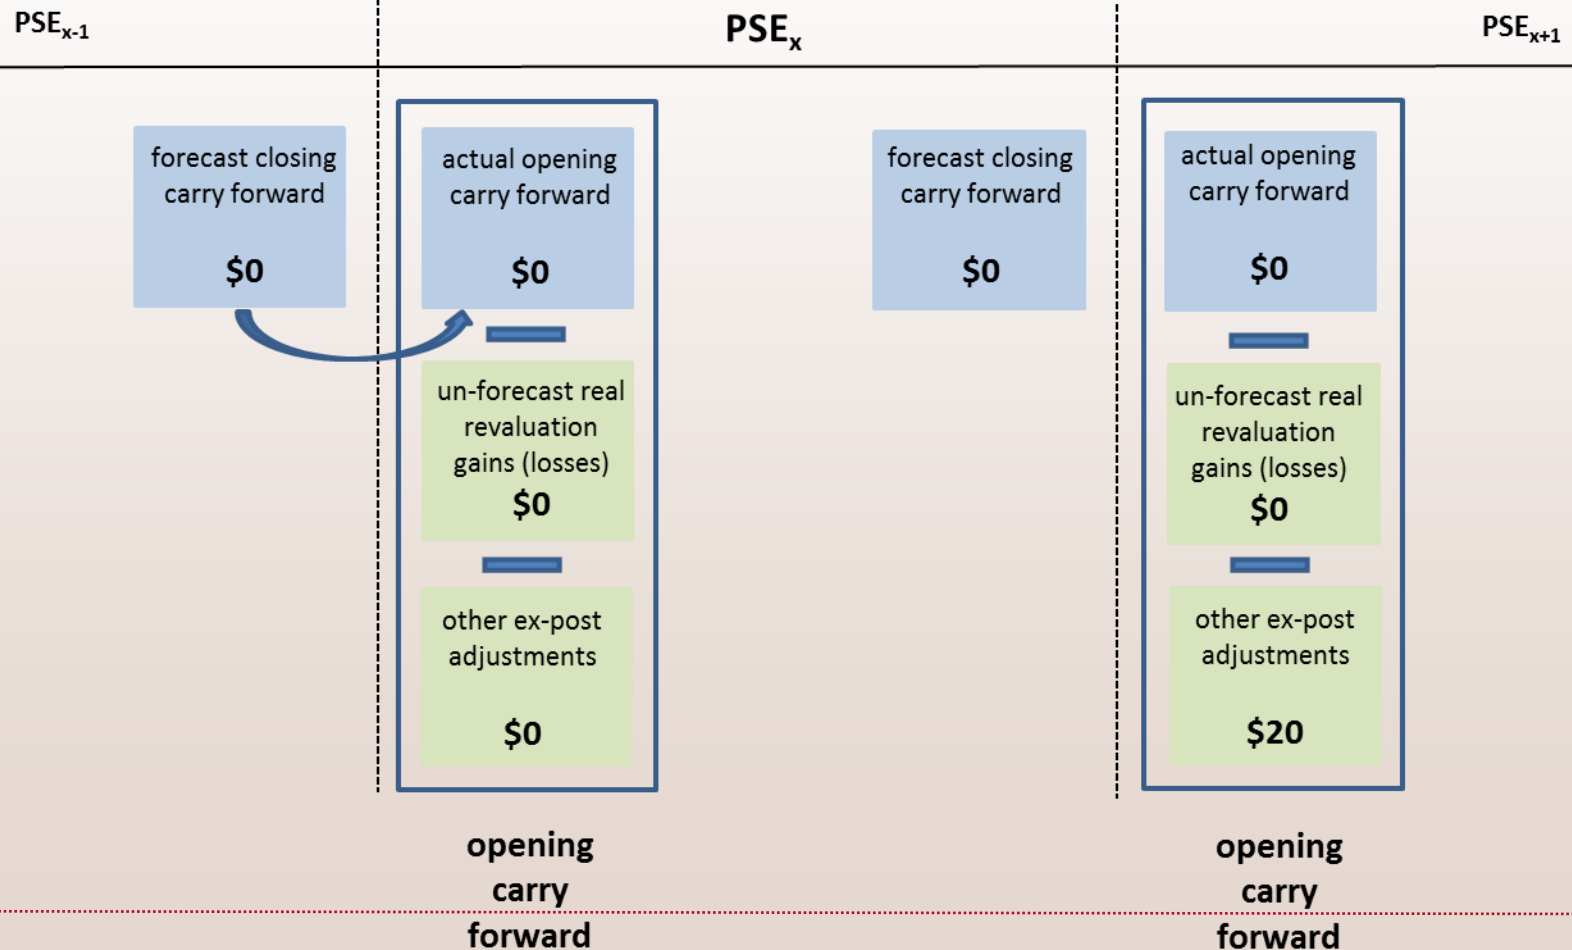 PSEx-1
PSEx
PSEx+1
forecast closing
carry forward
$0
actual opening
carry forward
$0
un-forecast real
revaluation
gains (losses)
$0
other ex-post
adjustments
$0
opening
carry
forward
forecast closing
carry forward
$0
actual opening
carry forward
$0
un-forecast real
revaluation
gains (losses)
$0
other ex-post
adjustments
$20
opening
carry
forward